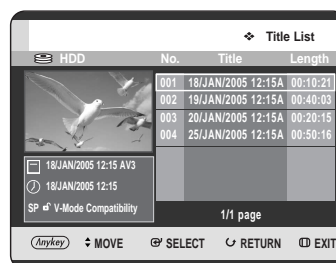 ❖ Title List
HDD No. Title Length
001 18/JAN/2005 12:15A 00:10:21
002 19/JAN/2005 12:15A 00:40:03
003 20/JAN/2005 12:15A 00:20:15
004 25/JAN/2005 12:15A 00:50:16
18/JAN/2005 12:15 AV3
18/JAN/2005 12:15
SP V-Mode Compatibility
1/1 page
Anykey MOVE SELECT RETURN EXIT